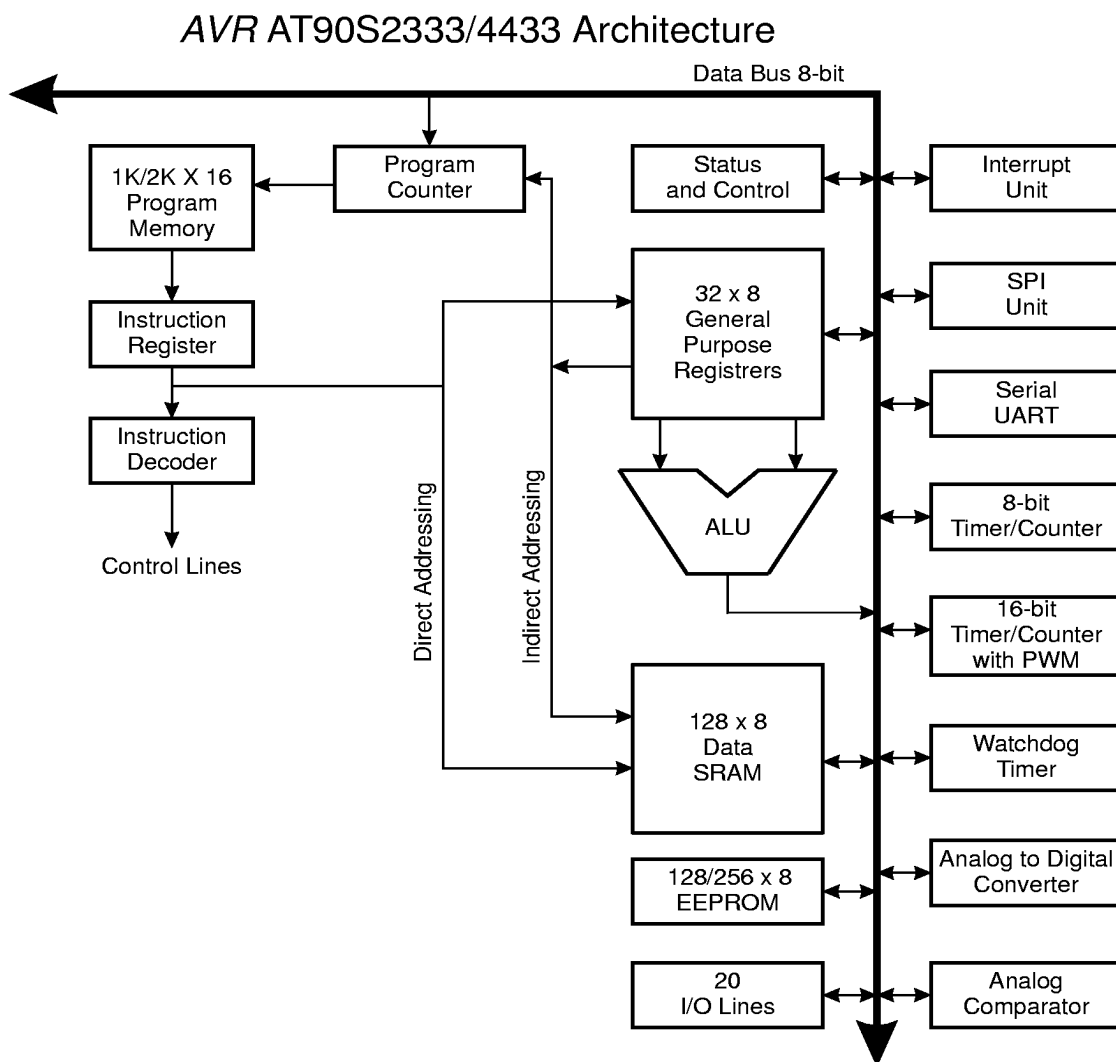 AVR AT90S2333/4433 Architecture
Data Bus 8-bit
1K/2K X 16
Program
Memory
Program
Counter
Status
and Control
Interrupt
Unit
Instruction
Register
32 x 8
General
Purpose
Registrers
SPI
Unit
Instruction
Decoder
Serial
UART
Control Lines
Direct Addressing
Indirect Addressing
ALU
8-bit
Timer/Counter
16-bit
Timer/Counter
with PWM
128 x 8
Data
SRAM
Watchdog
Timer
128/256 x 8
EEPROM
Analog to Digital
Converter
20
I/O Lines
Analog
Comparator